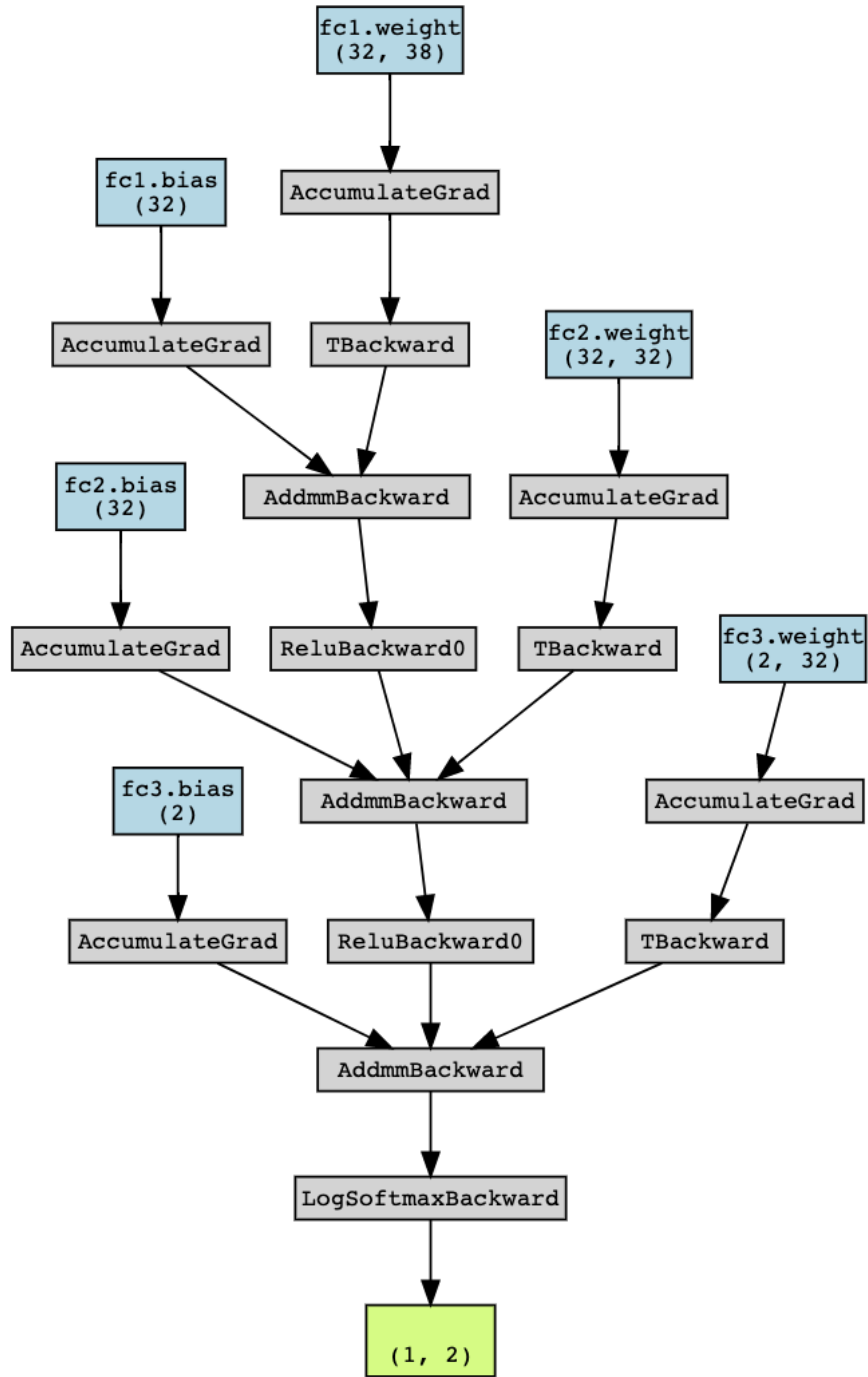 fc1.weight
(32, 38)
fc1.bias
(32)
AccumulateGrad
AccumulateGrad
TBackward
fc2.weight
(32, 32)
fc2.bias
(32)
AddmmBackward
AccumulateGrad
AccumulateGrad
ReluBackward0
TBackward
fc3.weight
(2, 32)
fc3.bias
(2)
AddmmBackward
AccumulateGrad
AccumulateGrad
ReluBackward0
TBackward
AddmmBackward
LogSoftmaxBackward
(1, 2)